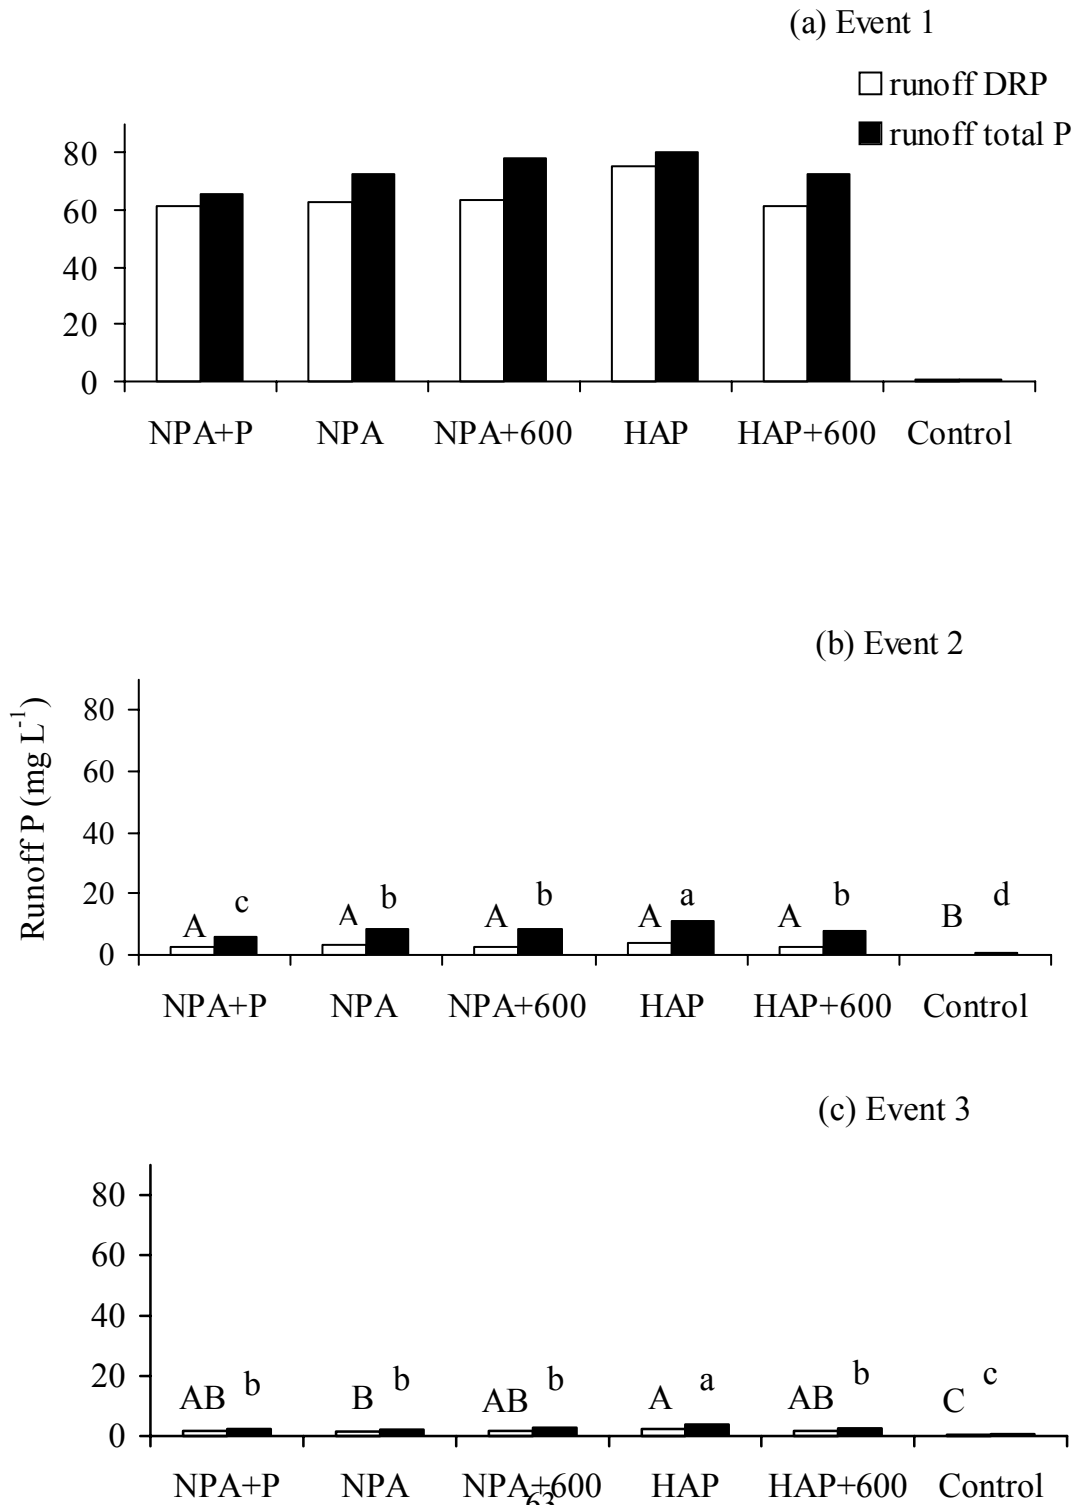 (a) Event 1
runoff DRP
runoff total P
80
60
40
20
0
NPA+P NPA NPA+600 HAP HAP+600 Control
(b) Event 2
Runoff P (mg L⁻¹)
80
60
40
20
0
A c A b A b A a A b B d
NPA+P NPA NPA+600 HAP HAP+600 Control
(c) Event 3
80
60
40
20
0
AB b B b AB b A a AB b C c
NPA+P NPA NPA+600 HAP HAP+600 Control
63